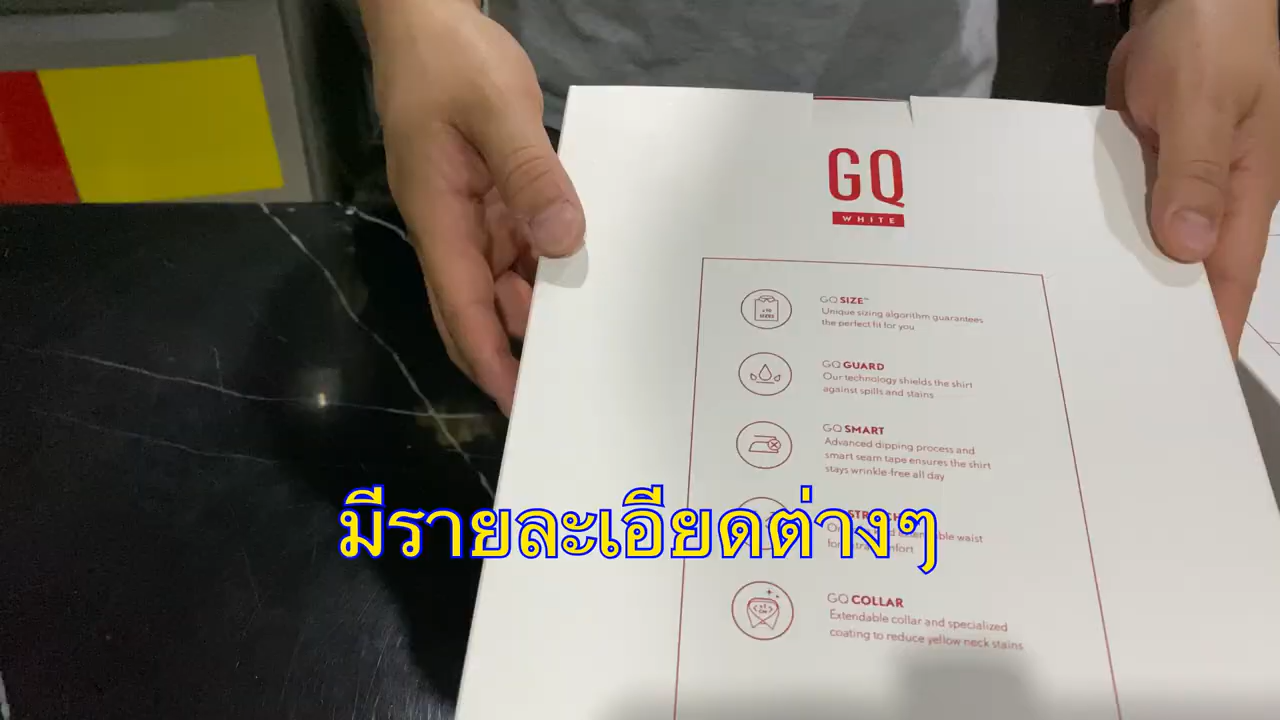 GQ
WHITE
GQ SIZE™
Unique sizing algorithm guarantees
the perfect fit for you
GQ GUARD
Our technology shields the shirt
against spills and stains
GQ SMART
Advanced dipping process and
smart seam tape ensures the shirt
stays wrinkle-free all day
waist
มีรายละเอียดต่างๆ
GQ COLLAR
Extendable collar and specialized
coating to reduce yellow neck stains